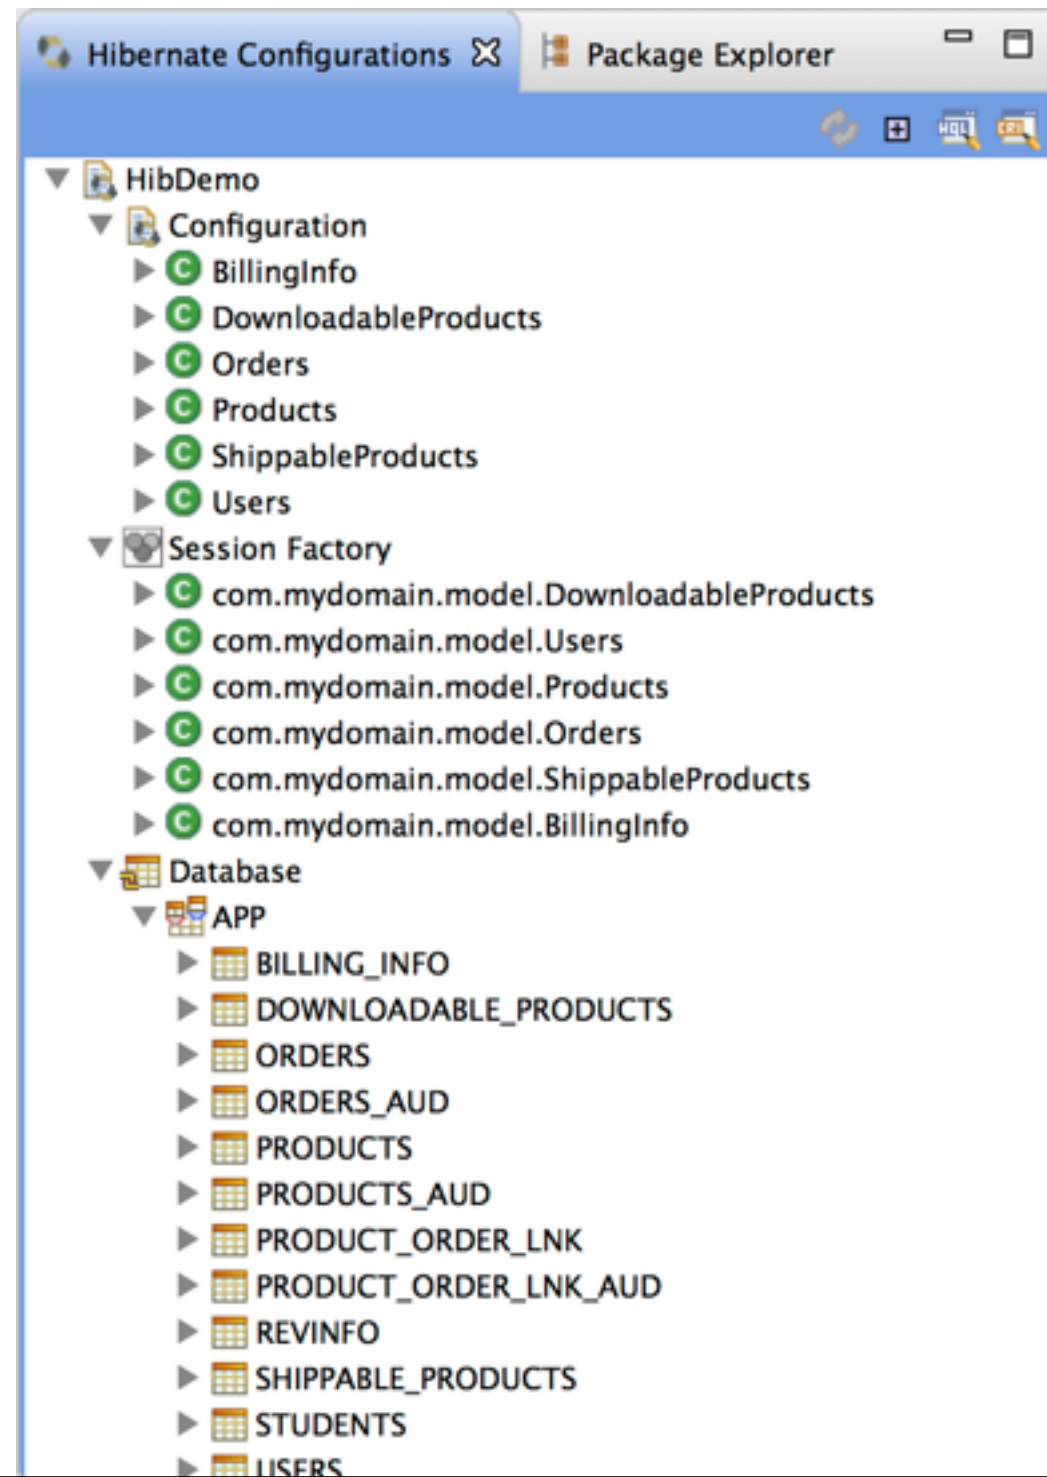 Hibernate Configurations Package Explorer
HQL CRI
HibDemo
Configuration
BillingInfo
DownloadableProducts
Orders
Products
ShippableProducts
Users
Session Factory
com.mydomain.model.DownloadableProducts
com.mydomain.model.Users
com.mydomain.model.Products
com.mydomain.model.Orders
com.mydomain.model.ShippableProducts
com.mydomain.model.BillingInfo
Database
APP
BILLING_INFO
DOWNLOADABLE_PRODUCTS
ORDERS
ORDERS_AUD
PRODUCTS
PRODUCTS_AUD
PRODUCT_ORDER_LNK
PRODUCT_ORDER_LNK_AUD
REVINFO
SHIPPABLE_PRODUCTS
STUDENTS
USERS